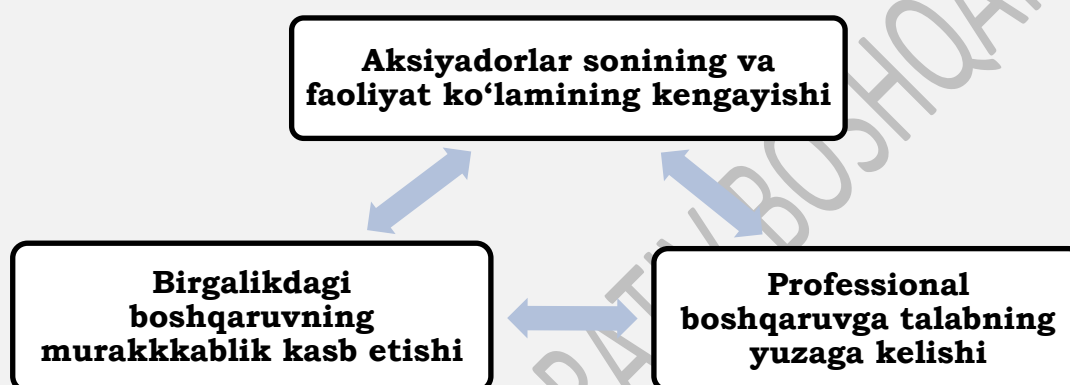 Aksiyadorlar sonining va
faoliyat ko‘lamining kengayishi
Birgalikdagi
boshqaruvning
murakkkablik kasb etishi
Professional
boshqaruvga talabning
yuzaga kelishi